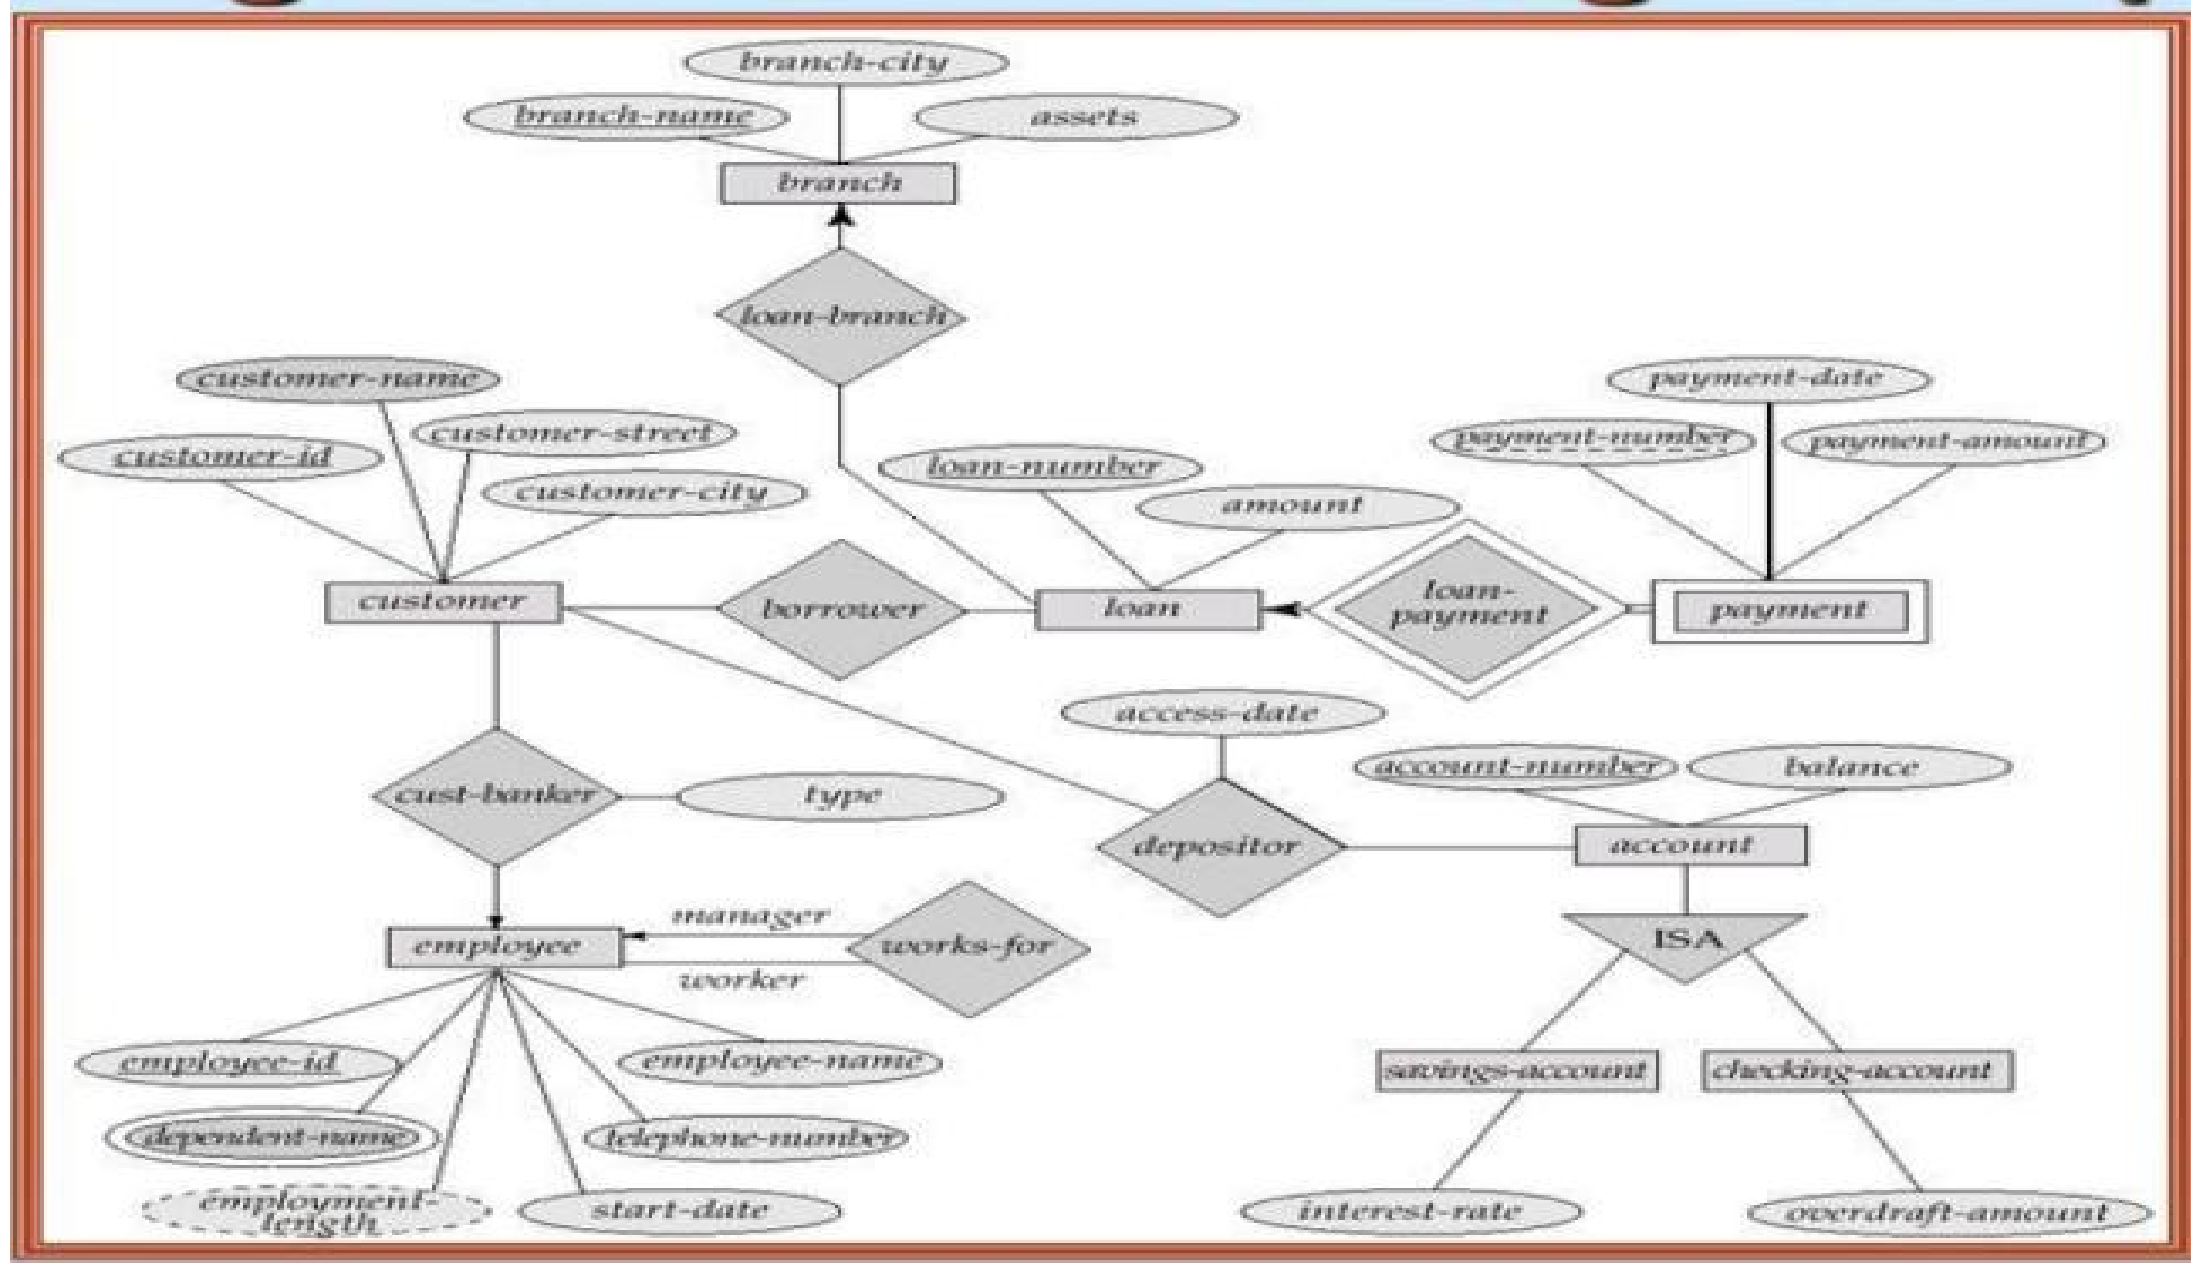 branch-city
branch-name
assets
branch
loan-branch
customer-name
payment-date
customer-street
payment-number
payment-amount
customer-id
loan-number
customer-city
amount
customer
borrower
loan
loan-
payment
payment
access-date
account-number
balance
cust-banker
type
depositor
account
manager
employee
works-for
worker
ISA
employee-id
employee-name
savings-account
checking-account
dependent-name
telephone-number
employment-
length
start-date
interest-rate
overdraft-amount